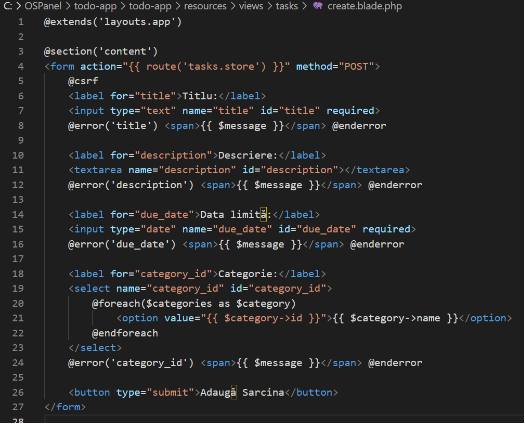 C: > OSPanel > todo-app > todo-app > resources > views > tasks > create.blade.php
1 @extends('layouts.app')
2
3 @section('content')
4 <form action="{{ route('tasks.store') }}" method="POST">
5     @csrf
6     <label for="title">Titlu:</label>
7     <input type="text" name="title" id="title" required>
8     @error('title') <span>{{ $message }}</span> @enderror
9
10     <label for="description">Descriere:</label>
11     <textarea name="description" id="description"></textarea>
12     @error('description') <span>{{ $message }}</span> @enderror
13
14     <label for="due_date">Data limită:</label>
15     <input type="date" name="due_date" id="due_date" required>
16     @error('due_date') <span>{{ $message }}</span> @enderror
17
18     <label for="category_id">Categorie:</label>
19     <select name="category_id" id="category_id">
20         @foreach($categories as $category)
21             <option value="{{ $category->id }}">{{ $category->name }}</option>
22         @endforeach
23     </select>
24     @error('category_id') <span>{{ $message }}</span> @enderror
25
26     <button type="submit">Adaugă Sarcina</button>
27 </form>
28